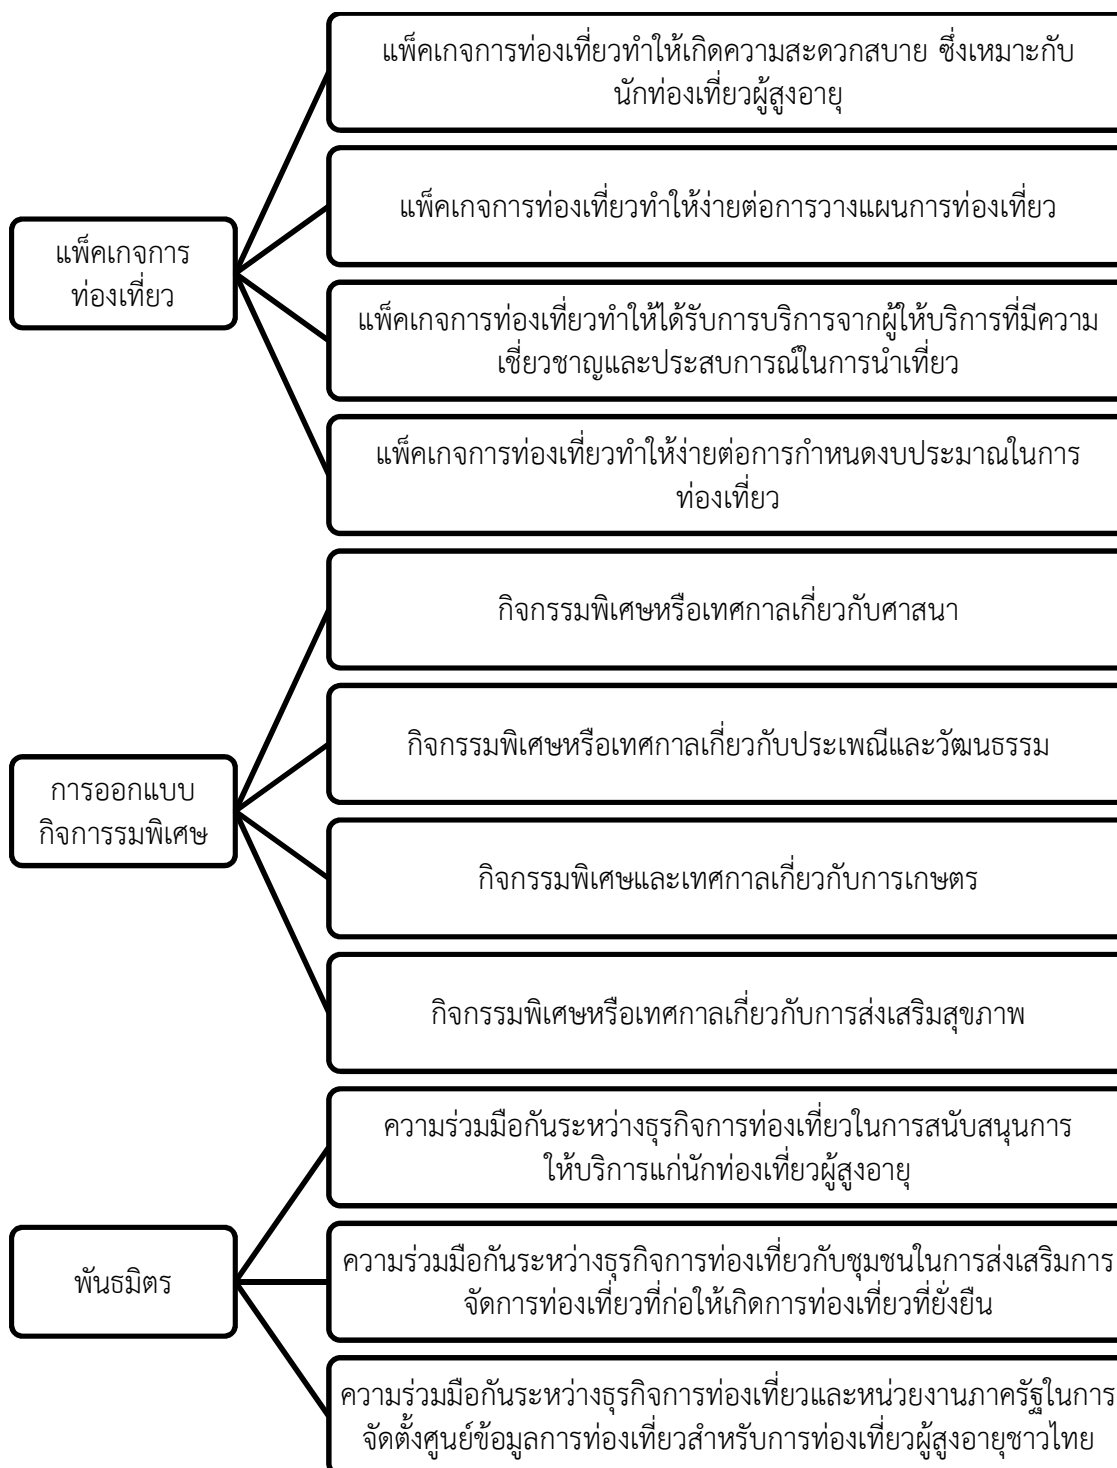 แพ็คเกจการท่องเที่ยวทำให้เกิดความสะดวกสบาย ซึ่งเหมาะกับ
นักท่องเที่ยวผู้สูงอายุ
แพ็คเกจการท่องเที่ยวทำให้ง่ายต่อการวางแผนการท่องเที่ยว
แพ็คเกจการ
ท่องเที่ยว
แพ็คเกจการท่องเที่ยวทำให้ได้รับการบริการจากผู้ให้บริการที่มีความ
เชี่ยวชาญและประสบการณ์ในการนำเที่ยว
แพ็คเกจการท่องเที่ยวทำให้ง่ายต่อการกำหนดงบประมาณในการ
ท่องเที่ยว
กิจกรรมพิเศษหรือเทศกาลเกี่ยวกับศาสนา
กิจกรรมพิเศษหรือเทศกาลเกี่ยวกับประเพณีและวัฒนธรรม
การออกแบบ
กิจการรมพิเศษ
กิจกรรมพิเศษและเทศกาลเกี่ยวกับการเกษตร
กิจกรรมพิเศษหรือเทศกาลเกี่ยวกับการส่งเสริมสุขภาพ
ความร่วมมือกันระหว่างธุรกิจการท่องเที่ยวในการสนับสนุนการ
ให้บริการแก่นักท่องเที่ยวผู้สูงอายุ
พันธมิตร
ความร่วมมือกันระหว่างธุรกิจการท่องเที่ยวกับชุมชนในการส่งเสริมการ
จัดการท่องเที่ยวที่ก่อให้เกิดการท่องเที่ยวที่ยั่งยืน
ความร่วมมือกันระหว่างธุรกิจการท่องเที่ยวและหน่วยงานภาครัฐในการ
จัดตั้งศูนย์ข้อมูลการท่องเที่ยวสำหรับการท่องเที่ยวผู้สูงอายุชาวไทย